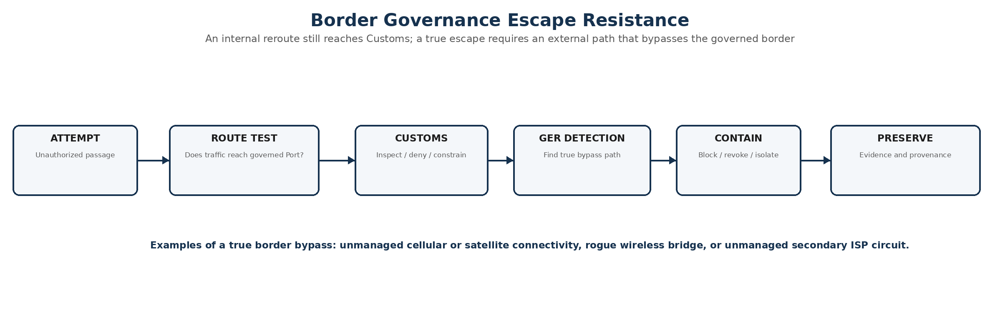 Border Governance Escape Resistance
An internal reroute still reaches Customs; a true escape requires an external path that bypasses the governed border
ATTEMPT
Unauthorized passage
ROUTE TEST
Does traffic reach governed Port?
CUSTOMS
Inspect / deny / constrain
GER DETECTION
Find true bypass path
CONTAIN
Block / revoke / isolate
PRESERVE
Evidence and provenance
Examples of a true border bypass: unmanaged cellular or satellite connectivity, rogue wireless bridge, or unmanaged secondary ISP circuit.